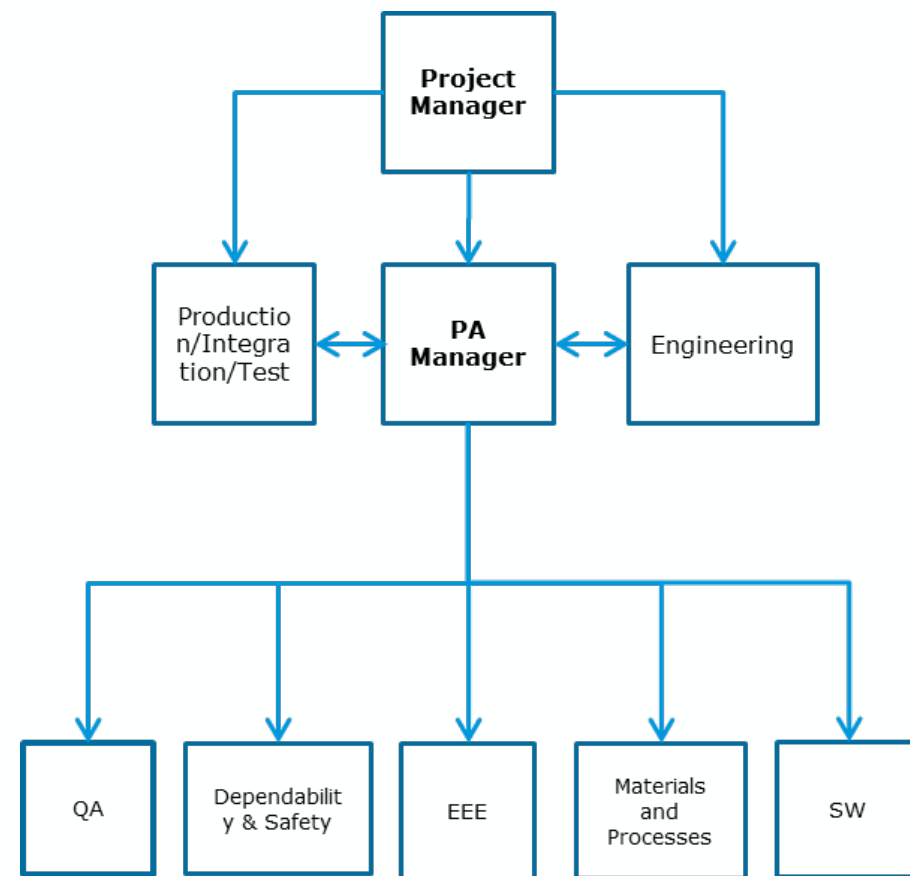 Project
Manager
Productio
n/Integra
tion/Test
PA
Manager
Engineering
QA
Dependabilit
y & Safety
EEE
Materials
and
Processes
SW